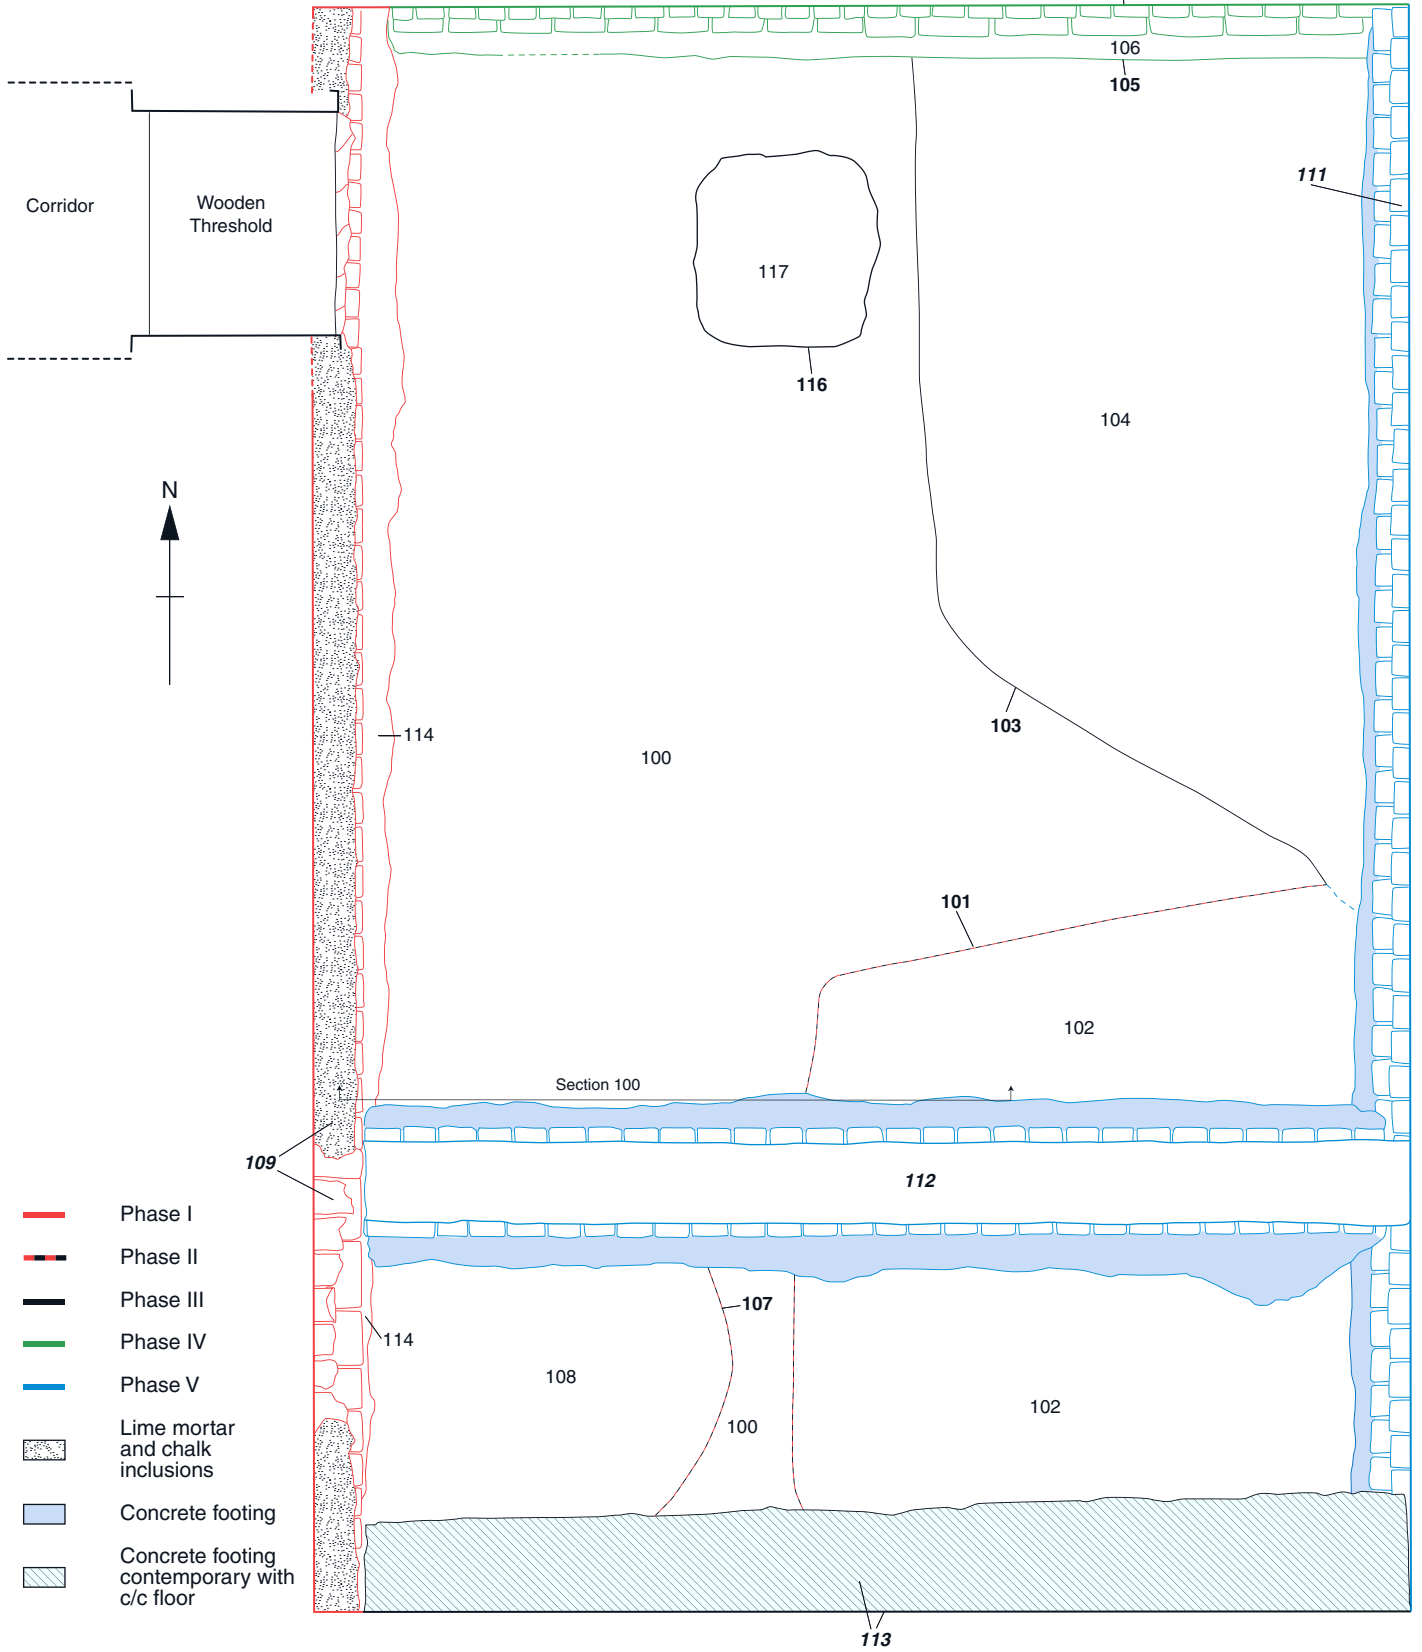 106
105
111
Corridor
Wooden
Threshold
117
116
104
N
103
114
100
101
102
Section 100
109
112
Phase I
Phase II
Phase III
Phase IV
Phase V
Lime mortar
and chalk
inclusions
Concrete footing
Concrete footing
contemporary with
c/c floor
107
114
108
100
102
113